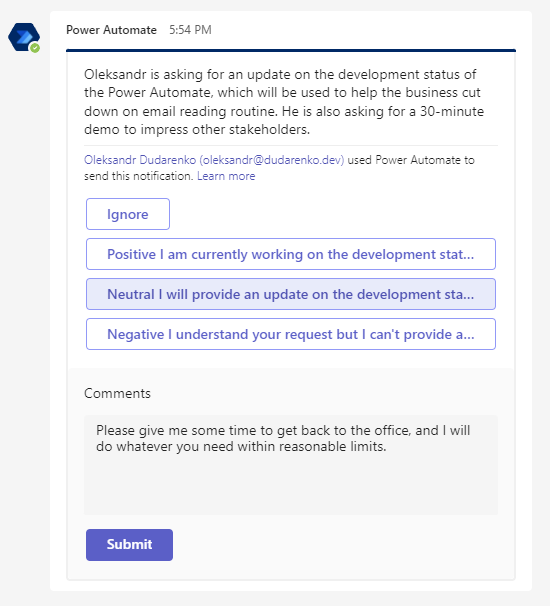 Power Automate 5:54 PM
Oleksandr is asking for an update on the development status of
the Power Automate, which will be used to help the business cut
down on email reading routine. He is also asking for a 30-minute
demo to impress other stakeholders.
Oleksandr Dudarenko (oleksandr@dudarenko.dev) used Power Automate to
send this notification. Learn more
Ignore
Positive I am currently working on the development stat...
Neutral I will provide an update on the development sta...
Negative I understand your request but I can't provide a...
Comments
Please give me some time to get back to the office, and I will
do whatever you need within reasonable limits.
Submit